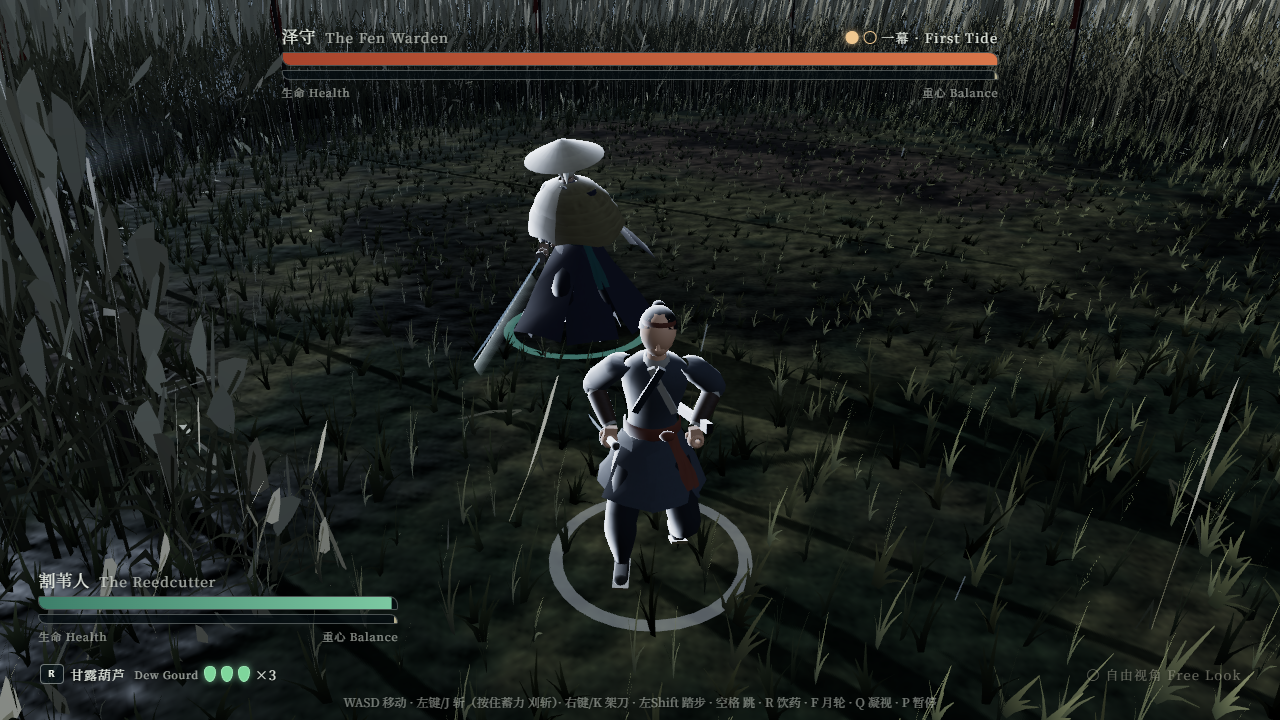 泽守 The Fen Warden
一幕 · First Tide
生命 Health
重心 Balance
割苇人 The Reedcutter
生命 Health
重心 Balance
R 甘露葫芦 Dew Gourd ×3
自由视角 Free Look
WASD 移动 · 左键/J 斩（按住蓄力 刈斩）· 右键/K 架刀 · 左Shift 踏步 · 空格 跳 · R 饮药 · F 月轮 · Q 凝视 · P 暂停